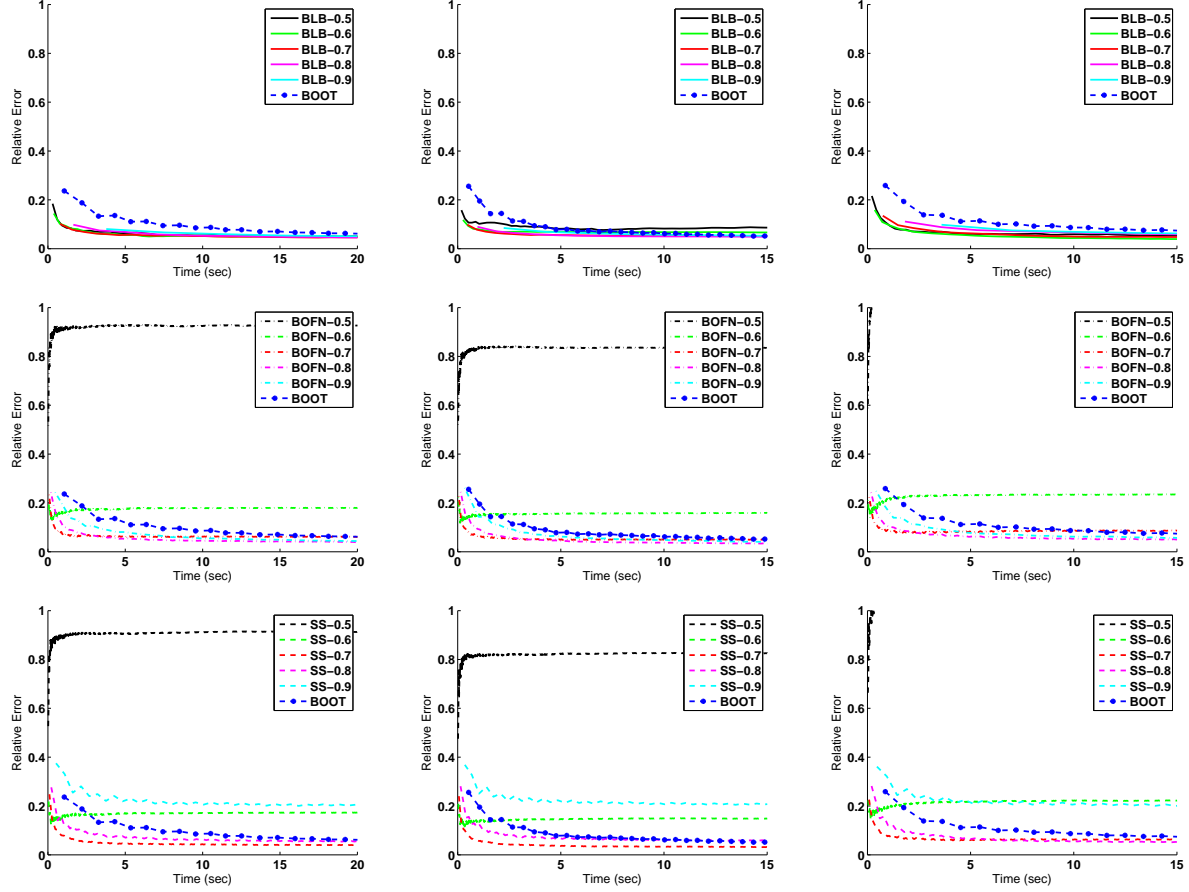 1
0.8
0.6
0.4
0.2
0
Relative Error
0 5 10 15 20
Time (sec)
BLB−0.5
BLB−0.6
BLB−0.7
BLB−0.8
BLB−0.9
BOOT
1
0.8
0.6
0.4
0.2
0
Relative Error
0 5 10 15
Time (sec)
BLB−0.5
BLB−0.6
BLB−0.7
BLB−0.8
BLB−0.9
BOOT
1
0.8
0.6
0.4
0.2
0
Relative Error
0 5 10 15
Time (sec)
BLB−0.5
BLB−0.6
BLB−0.7
BLB−0.8
BLB−0.9
BOOT
1
0.8
0.6
0.4
0.2
0
Relative Error
0 5 10 15 20
Time (sec)
BOFN−0.5
BOFN−0.6
BOFN−0.7
BOFN−0.8
BOFN−0.9
BOOT
1
0.8
0.6
0.4
0.2
0
Relative Error
0 5 10 15
Time (sec)
BOFN−0.5
BOFN−0.6
BOFN−0.7
BOFN−0.8
BOFN−0.9
BOOT
1
0.8
0.6
0.4
0.2
0
Relative Error
0 5 10 15
Time (sec)
BOFN−0.5
BOFN−0.6
BOFN−0.7
BOFN−0.8
BOFN−0.9
BOOT
1
0.8
0.6
0.4
0.2
0
Relative Error
0 5 10 15 20
Time (sec)
SS−0.5
SS−0.6
SS−0.7
SS−0.8
SS−0.9
BOOT
1
0.8
0.6
0.4
0.2
0
Relative Error
0 5 10 15
Time (sec)
SS−0.5
SS−0.6
SS−0.7
SS−0.8
SS−0.9
BOOT
1
0.8
0.6
0.4
0.2
0
Relative Error
0 5 10 15
Time (sec)
SS−0.5
SS−0.6
SS−0.7
SS−0.8
SS−0.9
BOOT